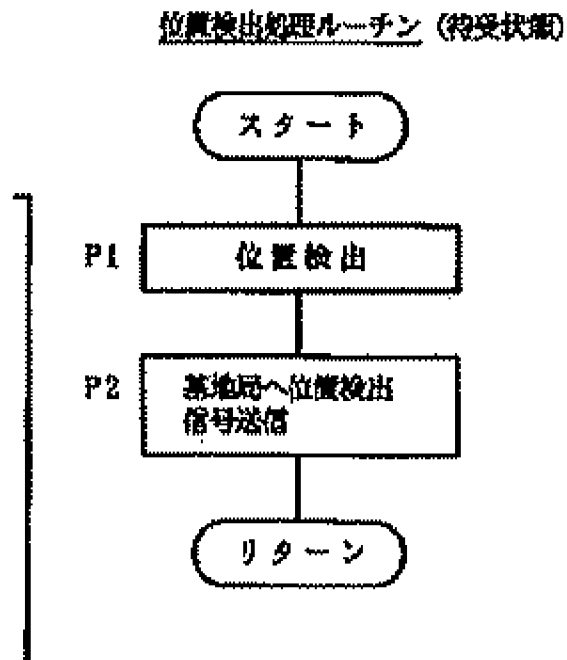 位置検出処理ルーチン (待受状態)
スタート
P1 位置検出
P2 基地局へ位置検出
信号送信
リターン